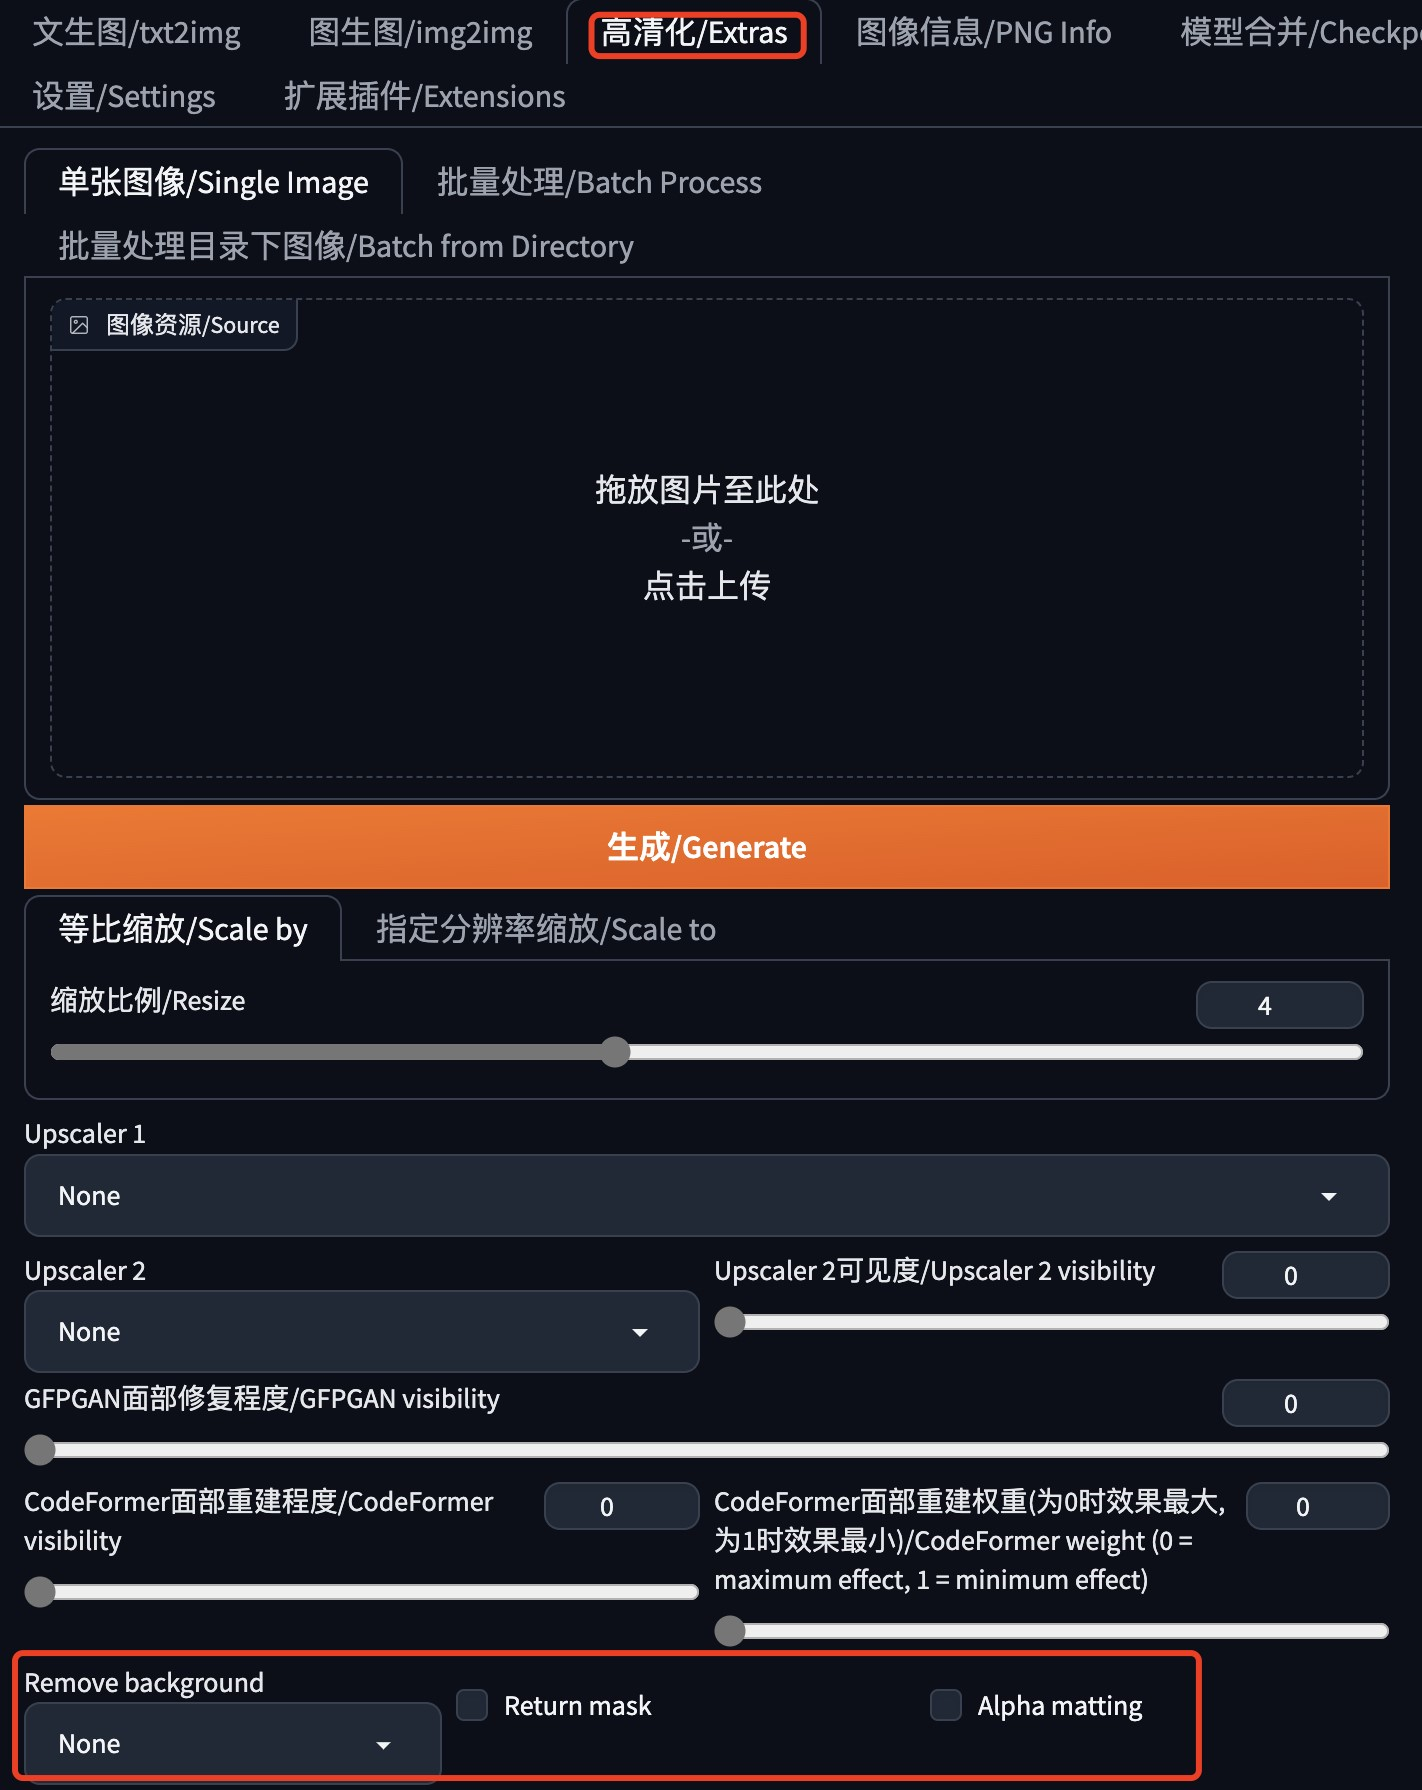 文生图/txt2img 图生图/img2img 高清化/Extras 图像信息/PNG Info 模型合并/Checkp
设置/Settings 扩展插件/Extensions
单张图像/Single Image 批量处理/Batch Process
批量处理目录下图像/Batch from Directory
图像资源/Source
拖放图片至此处
-或-
点击上传
生成/Generate
等比缩放/Scale by 指定分辨率缩放/Scale to
缩放比例/Resize 4
Upscaler 1
None
Upscaler 2
None
Upscaler 2可见度/Upscaler 2 visibility 0
GFPGAN面部修复程度/GFPGAN visibility 0
CodeFormer面部重建程度/CodeFormer
visibility
0
CodeFormer面部重建权重(为0时效果最大,
为1时效果最小)/CodeFormer weight (0 =
maximum effect, 1 = minimum effect)
0
Remove background
None
Return mask
Alpha matting